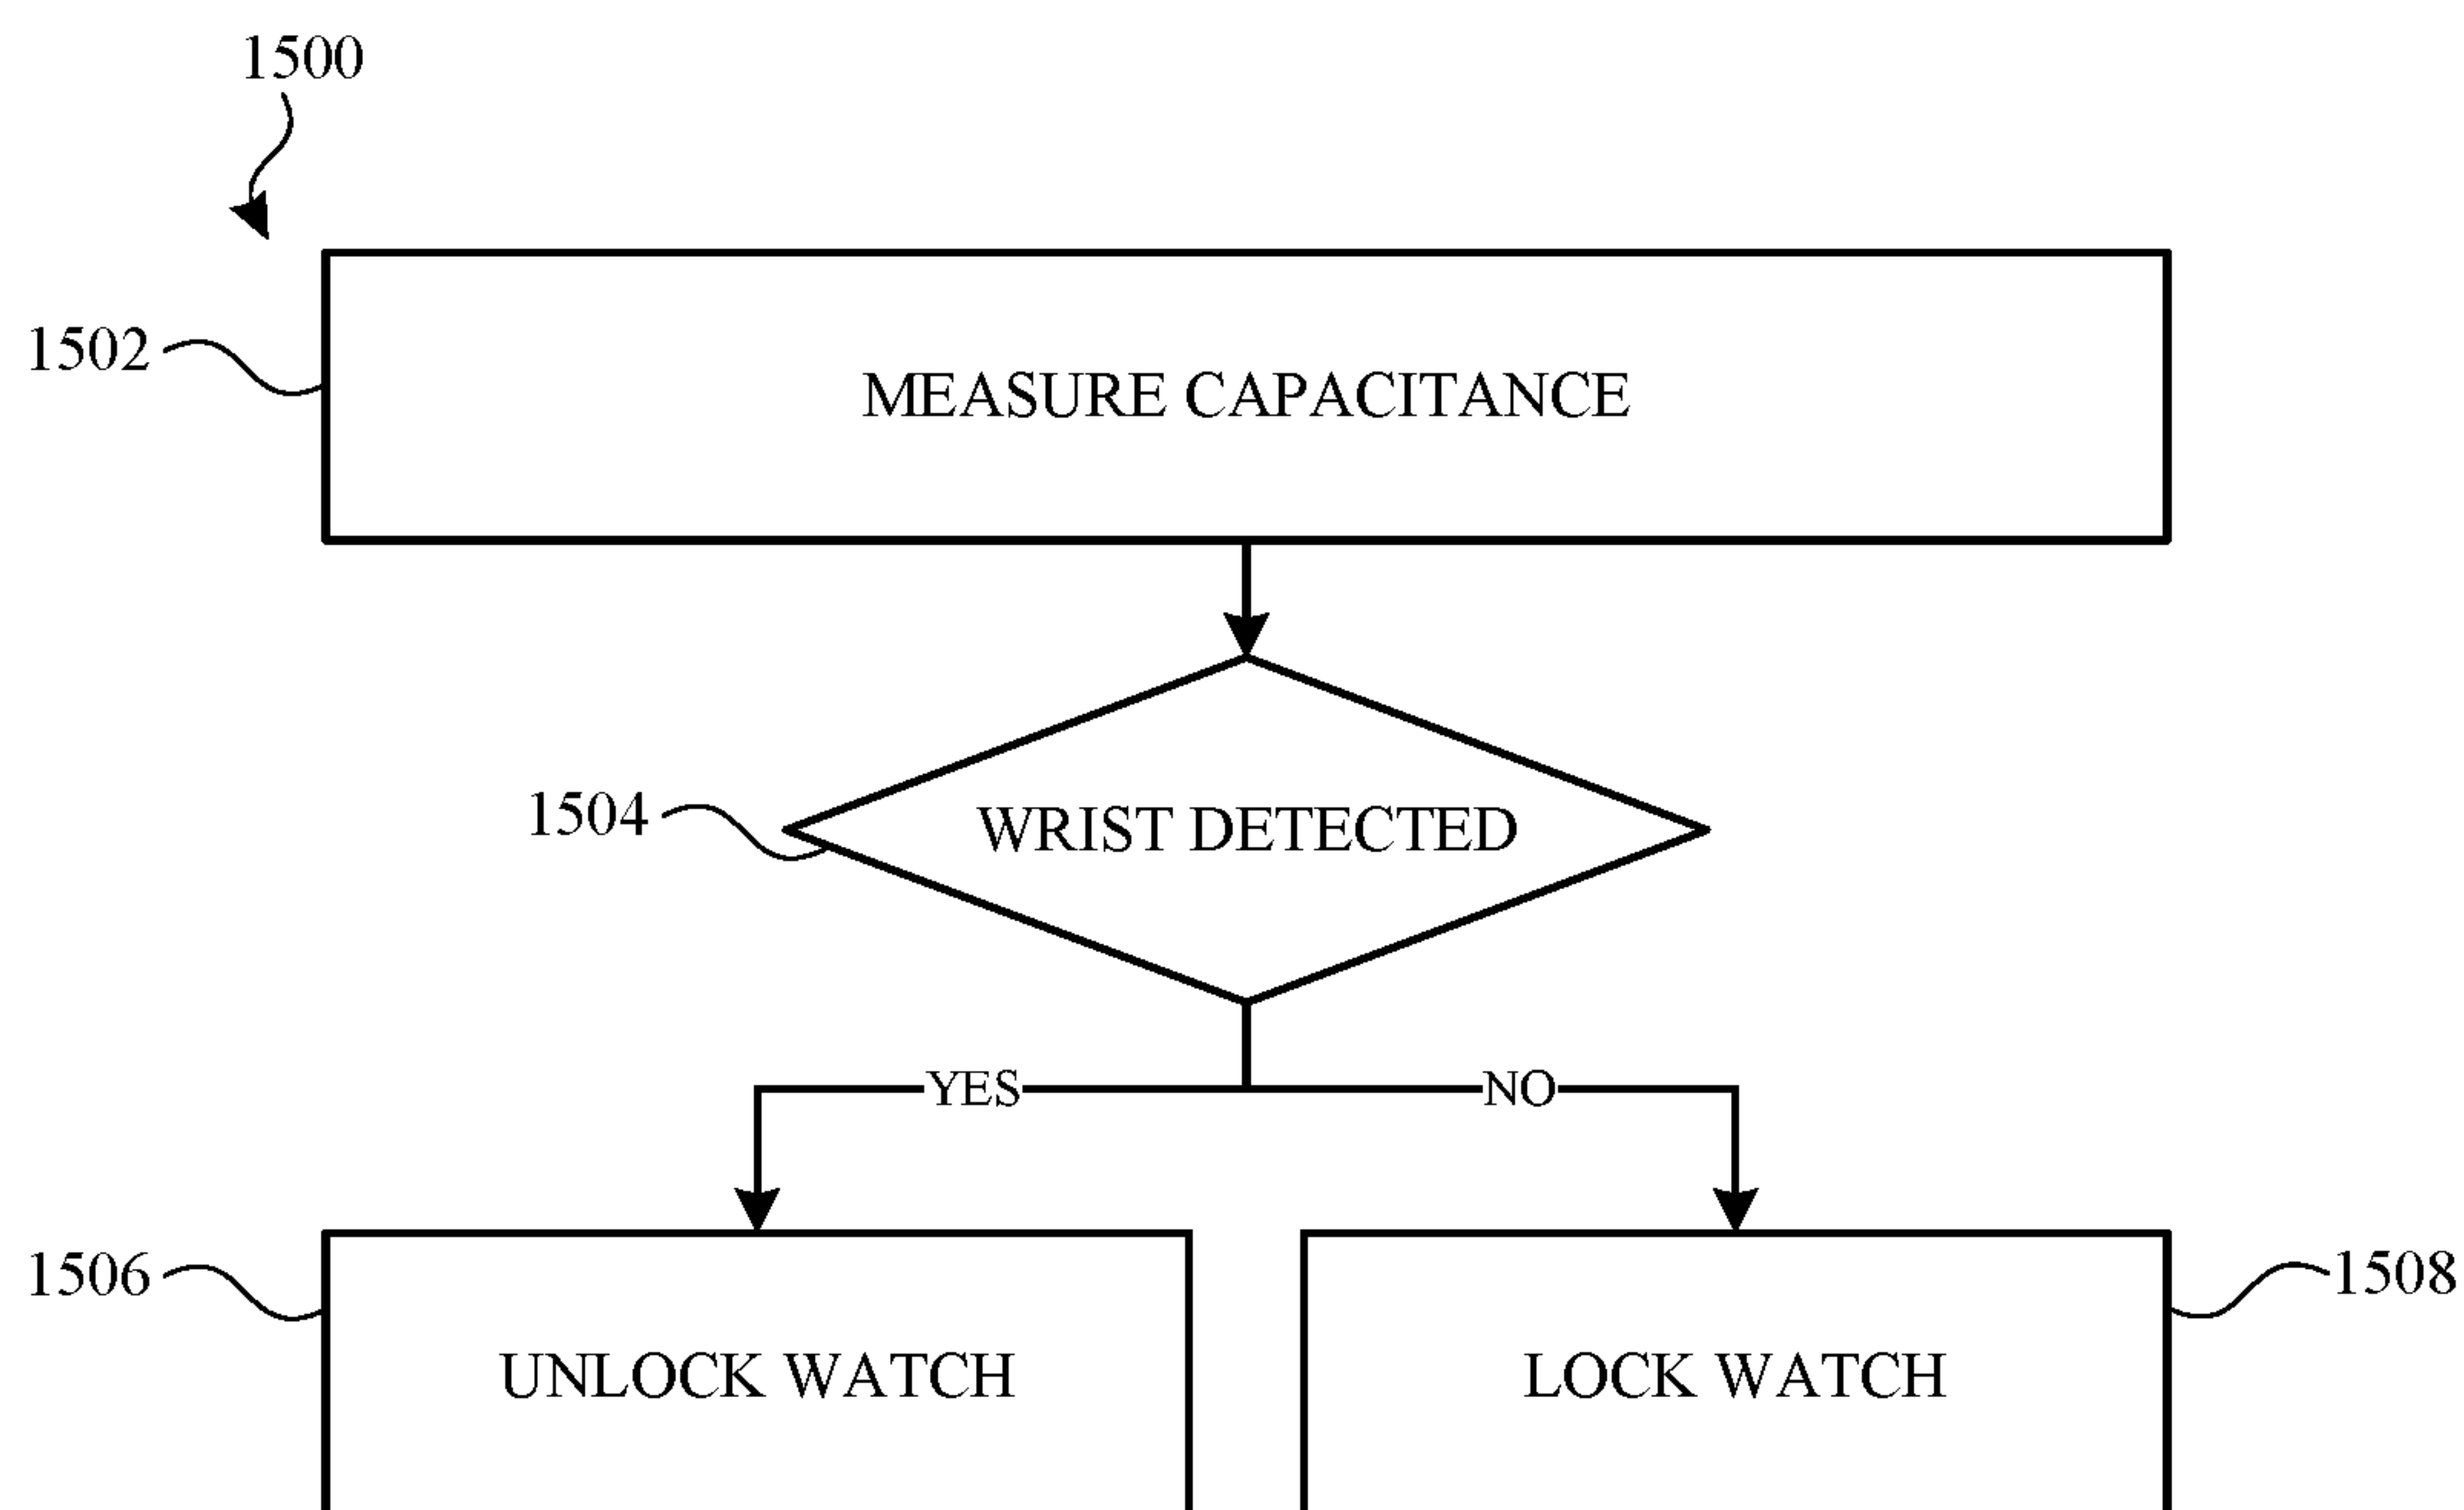 1500
1502
MEASURE CAPACITANCE
1504
WRIST DETECTED
YES
NO
1506
UNLOCK WATCH
LOCK WATCH
1508